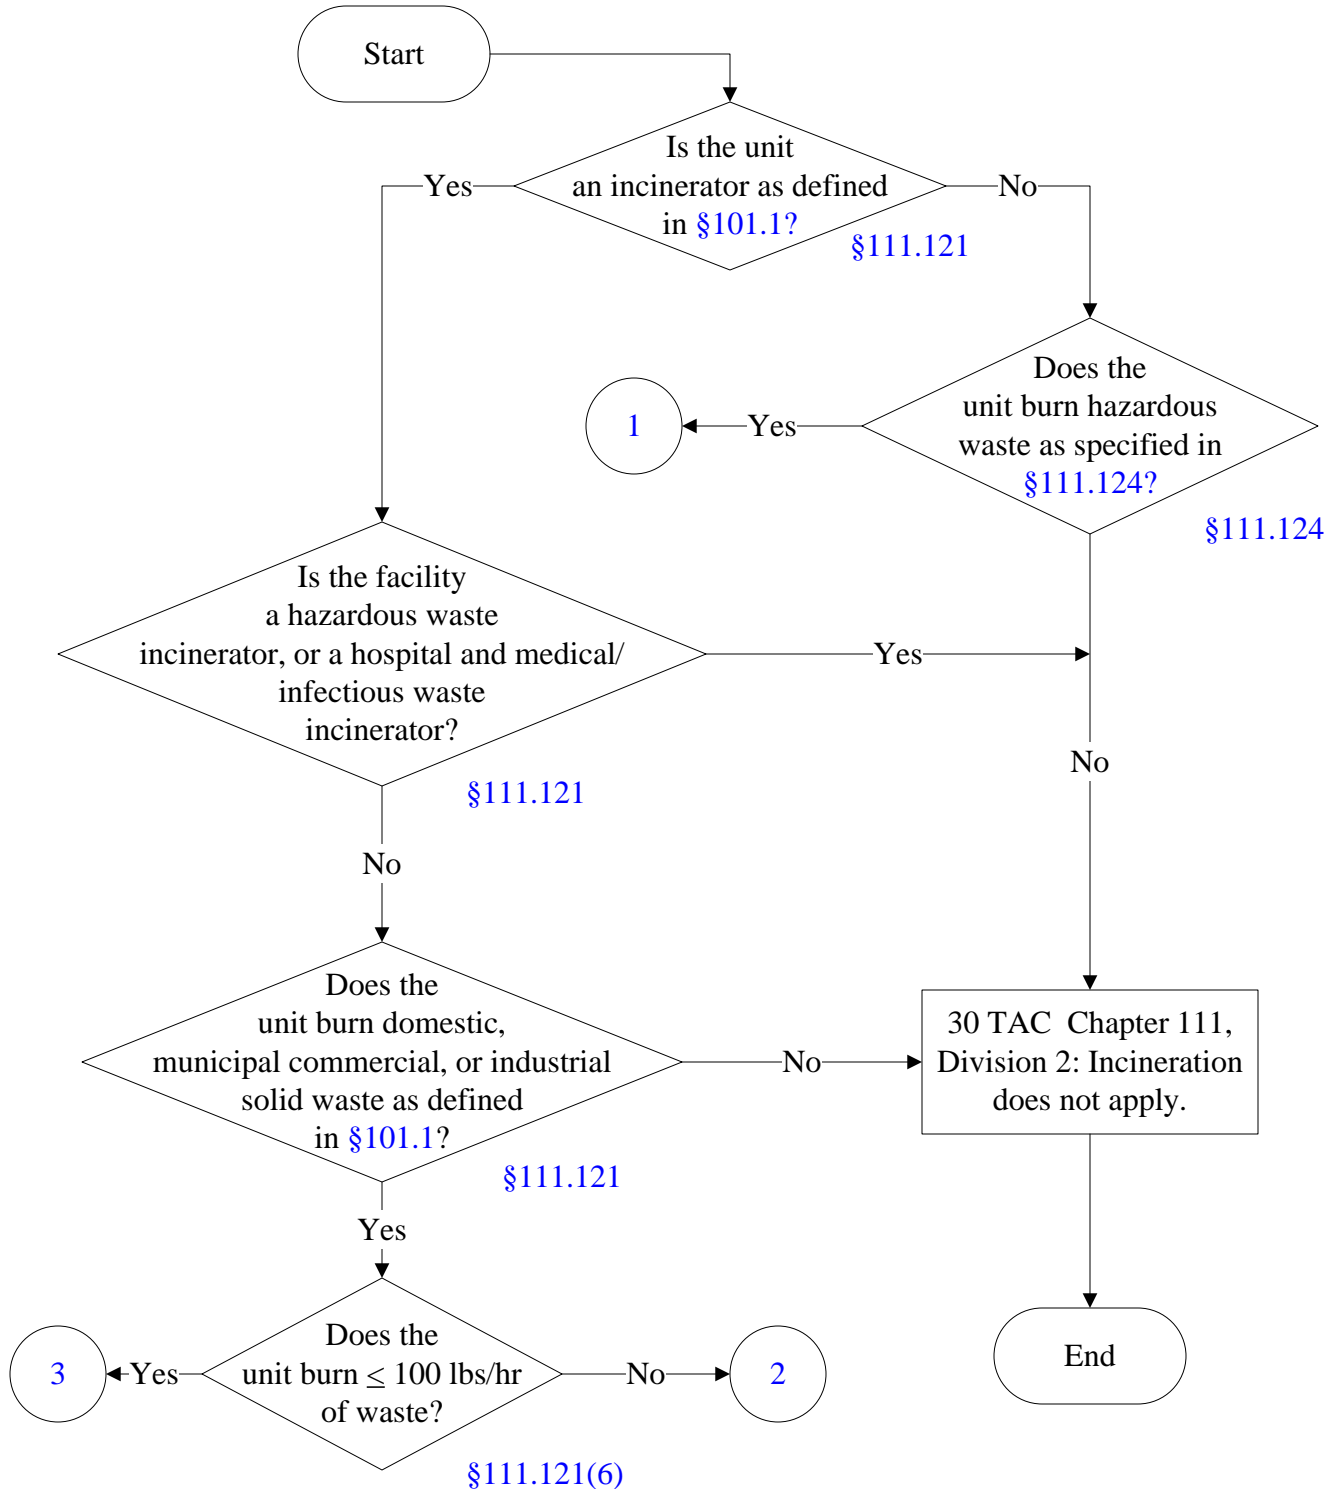 Start
Is the unit
an incinerator as defined
in §101.1?
§111.121
Yes
No
Does the
unit burn hazardous
waste as specified in
§111.124?
§111.124
Yes
1
Is the facility
a hazardous waste
incinerator, or a hospital and medical/
infectious waste
incinerator?
§111.121
Yes
No
No
Does the
unit burn domestic,
municipal commercial, or industrial
solid waste as defined
in §101.1?
§111.121
No
30 TAC Chapter 111,
Division 2: Incineration
does not apply.
Yes
Does the
unit burn ≤ 100 lbs/hr
of waste?
§111.121(6)
Yes
3
No
2
End